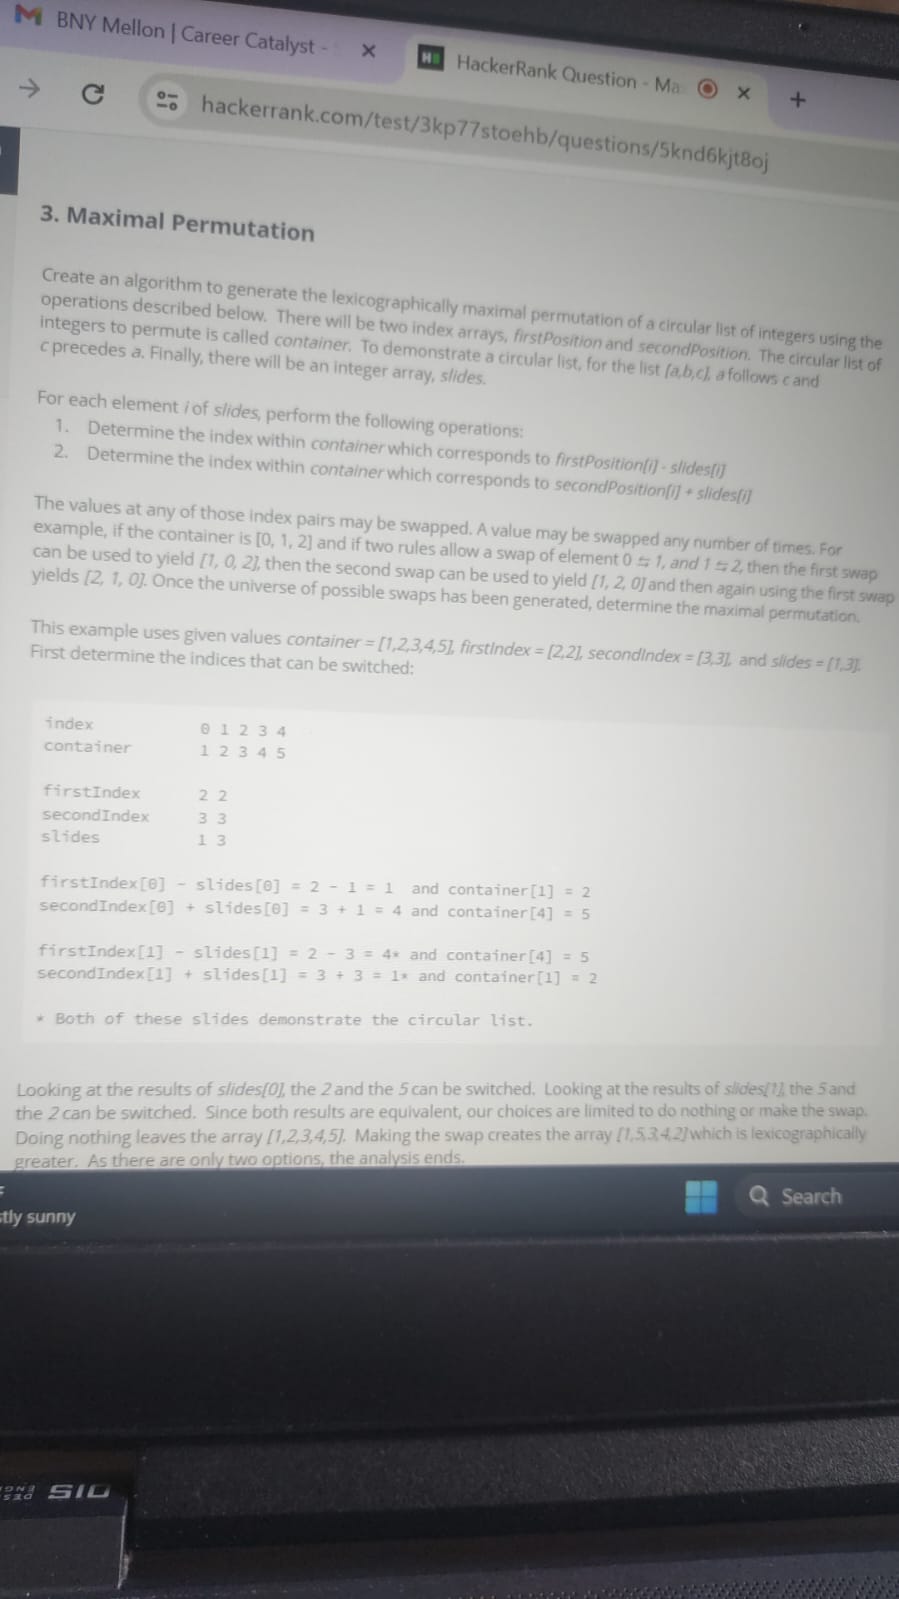 BNY Mellon | Career Catalyst -
HackerRank Question - Ma
hackerrank.com/test/3kp77stoehb/questions/5knd6kjt8oj
3. Maximal Permutation
Create an algorithm to generate the lexicographically maximal permutation of a circular list of integers using the
operations described below. There will be two index arrays, firstPosition and secondPosition. The circular list of
integers to permute is called container. To demonstrate a circular list, for the list [a,b,c], a follows c and
c precedes a. Finally, there will be an integer array, slides.
For each element i of slides, perform the following operations:
1. Determine the index within container which corresponds to firstPosition[i] - slides[i]
2. Determine the index within container which corresponds to secondPosition[i] + slides[i]
The values at any of those index pairs may be swapped. A value may be swapped any number of times. For
example, if the container is [0, 1, 2] and if two rules allow a swap of element 0 ⇆ 1, and 1 ⇆ 2, then the first swap
can be used to yield [1, 0, 2], then the second swap can be used to yield [1, 2, 0] and then again using the first swap
yields [2, 1, 0]. Once the universe of possible swaps has been generated, determine the maximal permutation.
This example uses given values container = [1,2,3,4,5], firstIndex = [2,2], secondIndex = [3,3], and slides = [1,3].
First determine the indices that can be switched:
index 0 1 2 3 4
container 1 2 3 4 5
firstIndex 2 2
secondIndex 3 3
slides 1 3
firstIndex[0] - slides[0] = 2 - 1 = 1 and container[1] = 2
secondIndex[0] + slides[0] = 3 + 1 = 4 and container[4] = 5
firstIndex[1] - slides[1] = 2 - 3 = 4* and container[4] = 5
secondIndex[1] + slides[1] = 3 + 3 = 1* and container[1] = 2
* Both of these slides demonstrate the circular list.
Looking at the results of slides[0], the 2 and the 5 can be switched. Looking at the results of slides[1], the 5 and
the 2 can be switched. Since both results are equivalent, our choices are limited to do nothing or make the swap.
Doing nothing leaves the array [1,2,3,4,5]. Making the swap creates the array [1,5,3,4,2] which is lexicographically
greater. As there are only two options, the analysis ends.
Search
tly sunny